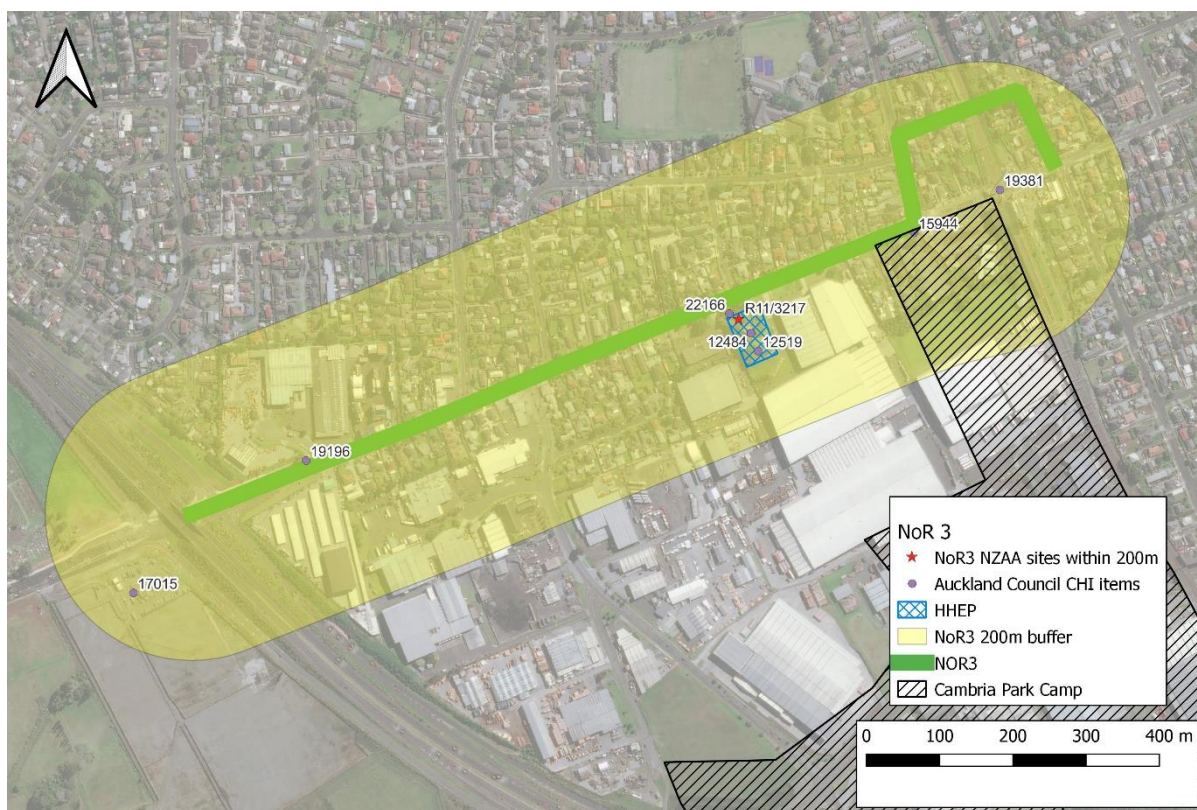 19381
15944
22166
R11/3217
12484
12519
19196
17015
NoR 3
NoR3 NZAA sites within 200m
Auckland Council CHI items
HHEP
NoR3 200m buffer
NOR3
Cambria Park Camp
0 100 200 300 400 m